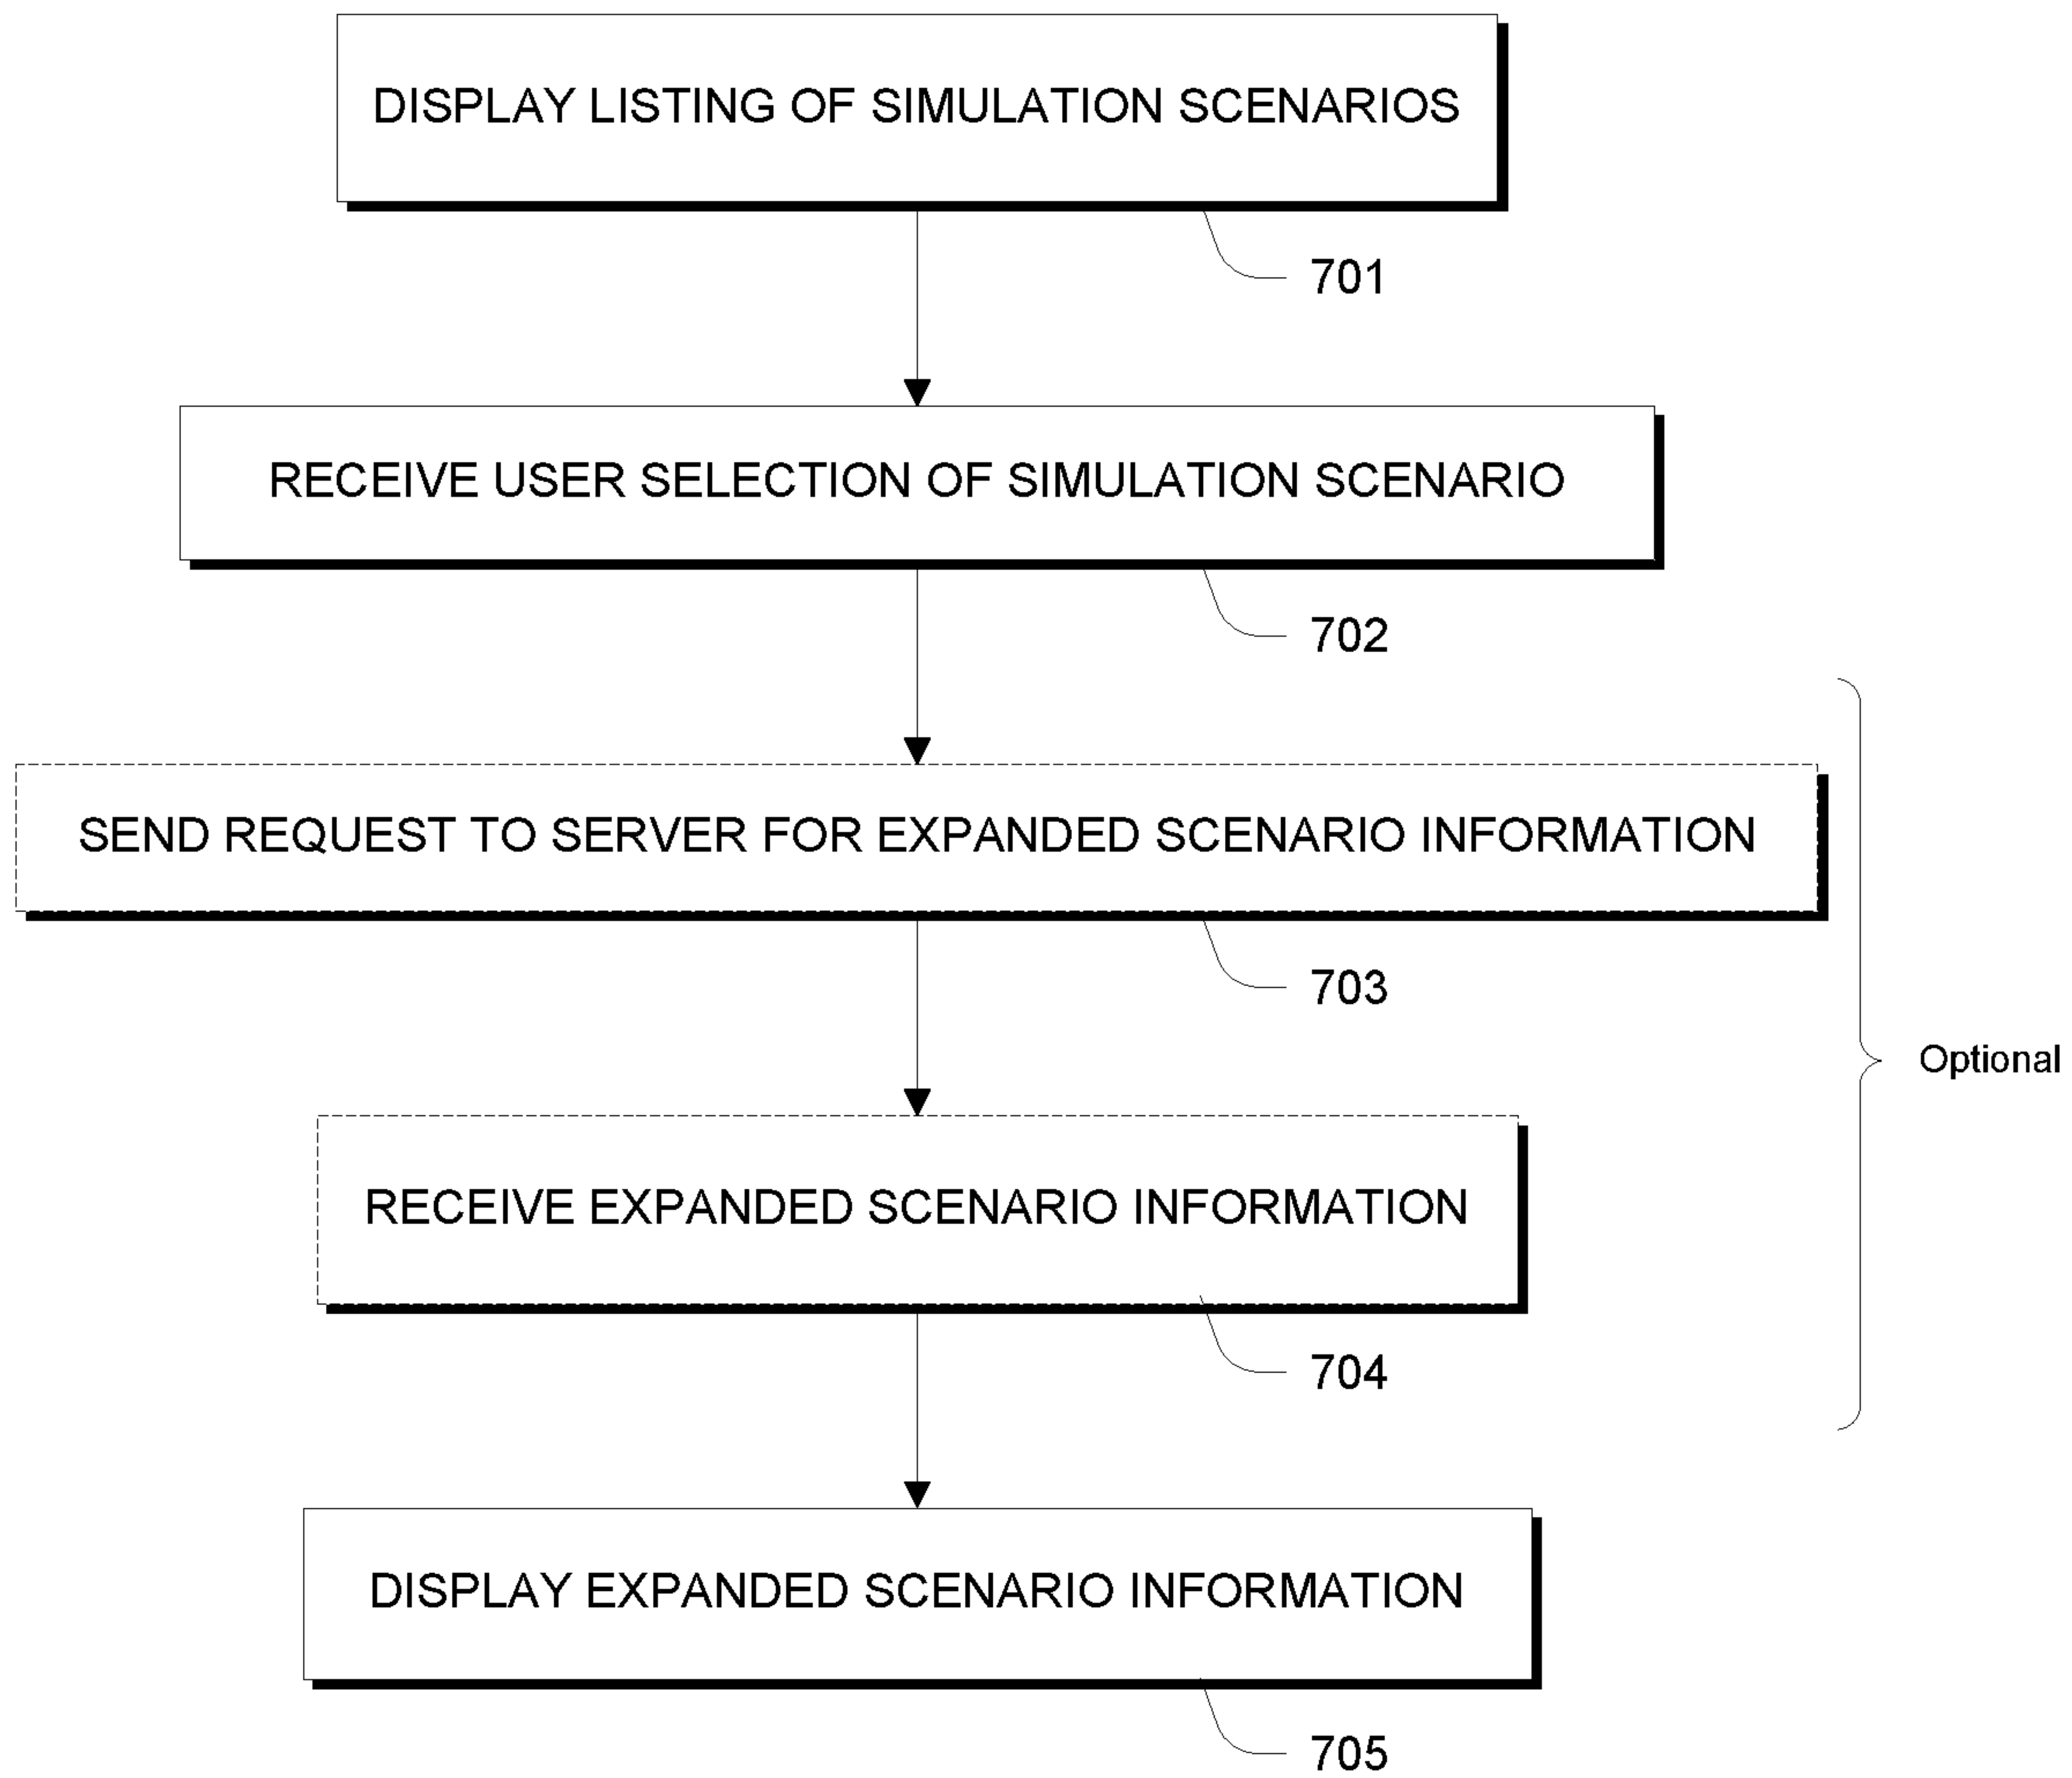 DISPLAY LISTING OF SIMULATION SCENARIOS
701
RECEIVE USER SELECTION OF SIMULATION SCENARIO
702
SEND REQUEST TO SERVER FOR EXPANDED SCENARIO INFORMATION
703
Optional
RECEIVE EXPANDED SCENARIO INFORMATION
704
DISPLAY EXPANDED SCENARIO INFORMATION
705